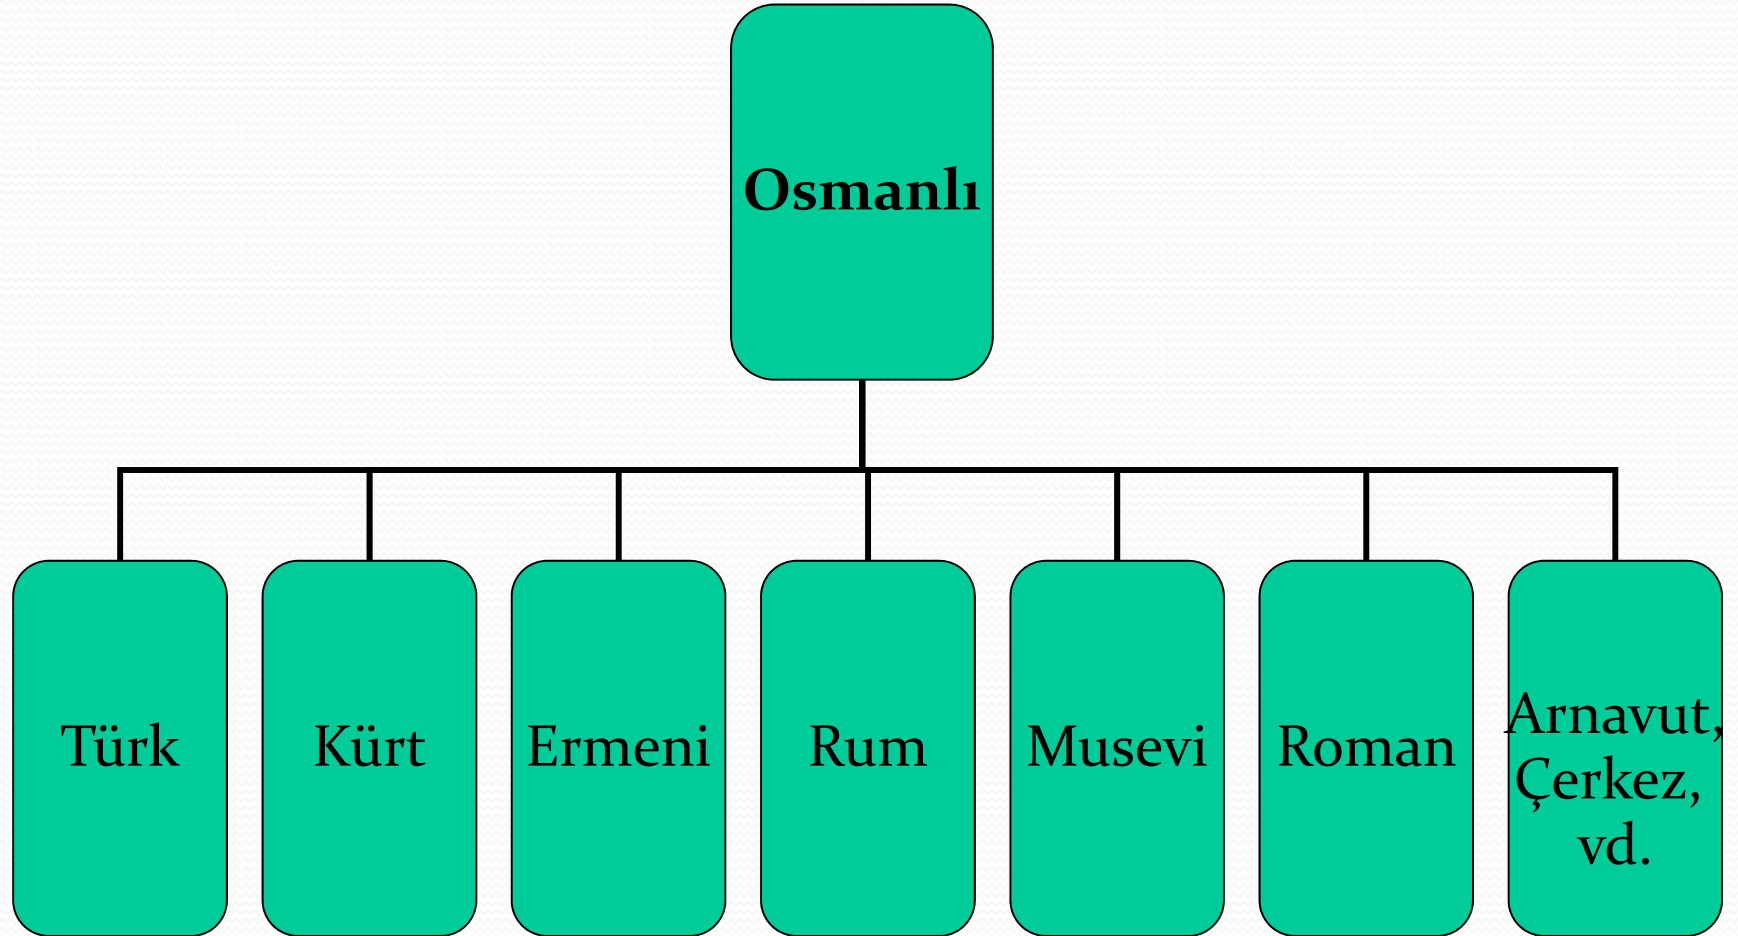 Osmanlı
Türk
Kürt
Ermeni
Rum
Musevi
Roman
Arnavut,
Çerkez,
vd.